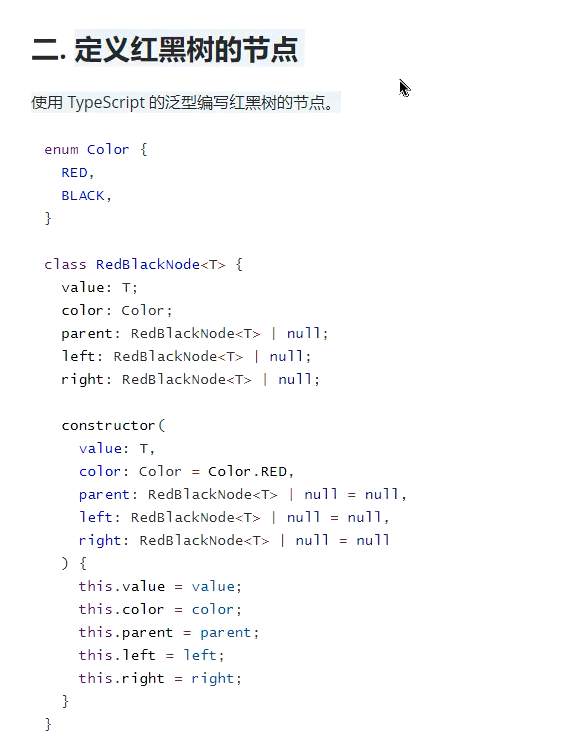 二. 定义红黑树的节点
使用 TypeScript 的泛型编写红黑树的节点。
enum Color {
  RED,
  BLACK,
}
class RedBlackNode<T> {
  value: T;
  color: Color;
  parent: RedBlackNode<T> | null;
  left: RedBlackNode<T> | null;
  right: RedBlackNode<T> | null;
  constructor(
    value: T,
    color: Color = Color.RED,
    parent: RedBlackNode<T> | null = null,
    left: RedBlackNode<T> | null = null,
    right: RedBlackNode<T> | null = null
  ) {
    this.value = value;
    this.color = color;
    this.parent = parent;
    this.left = left;
    this.right = right;
  }
}